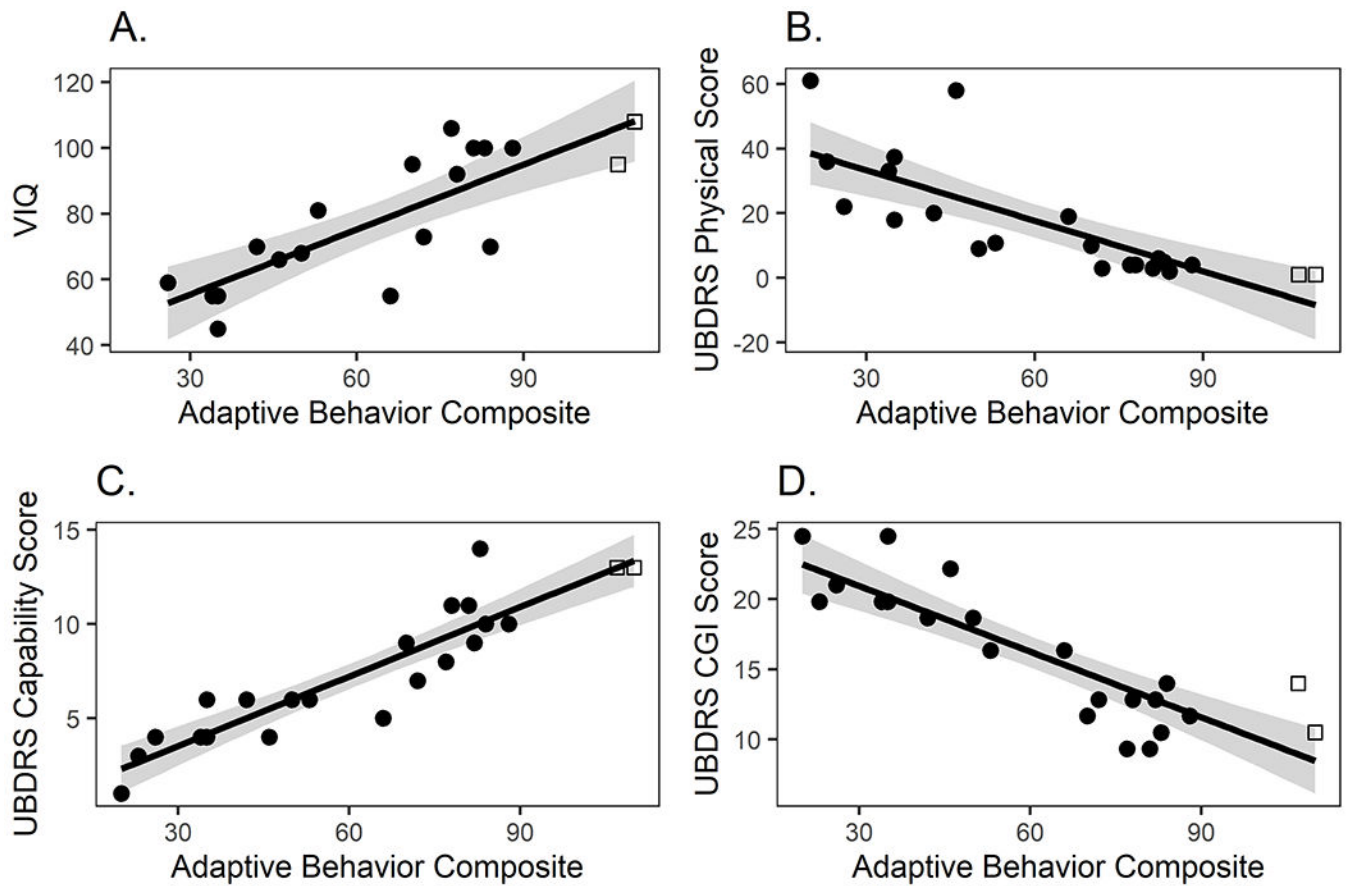 A.
VIQ
120
100
80
60
40
30 60 90
Adaptive Behavior Composite
B.
UBDRS Physical Score
60
40
20
0
-20
30 60 90
Adaptive Behavior Composite
C.
UBDRS Capability Score
15
10
5
30 60 90
Adaptive Behavior Composite
D.
UBDRS CGI Score
25
20
15
10
30 60 90
Adaptive Behavior Composite